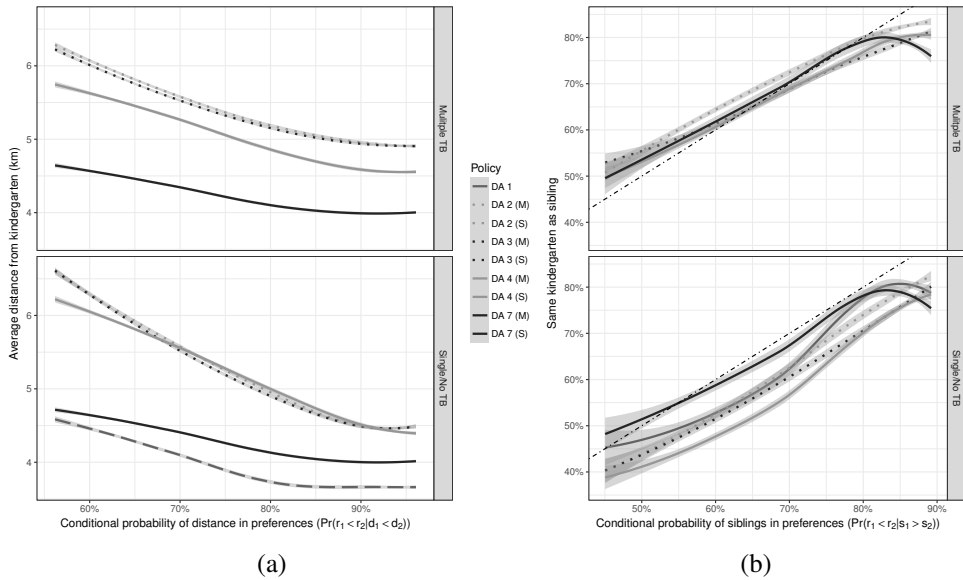 Average distance from kindergarten (km)
6
5
4
Multiple TB
6
5
4
Single/No TB
60%
70%
80%
90%
Conditional probability of distance in preferences (Pr(r1 < r2|d1 < d2))
(a)
Policy
DA 1
DA 2 (M)
DA 2 (S)
DA 3 (M)
DA 3 (S)
DA 4 (M)
DA 4 (S)
DA 7 (M)
DA 7 (S)
Same kindergarten as sibling
80%
70%
60%
50%
40%
Multiple TB
80%
70%
60%
50%
40%
Single/No TB
50%
60%
70%
80%
90%
Conditional probability of siblings in preferences (Pr(r1 < r2|s1 > s2))
(b)